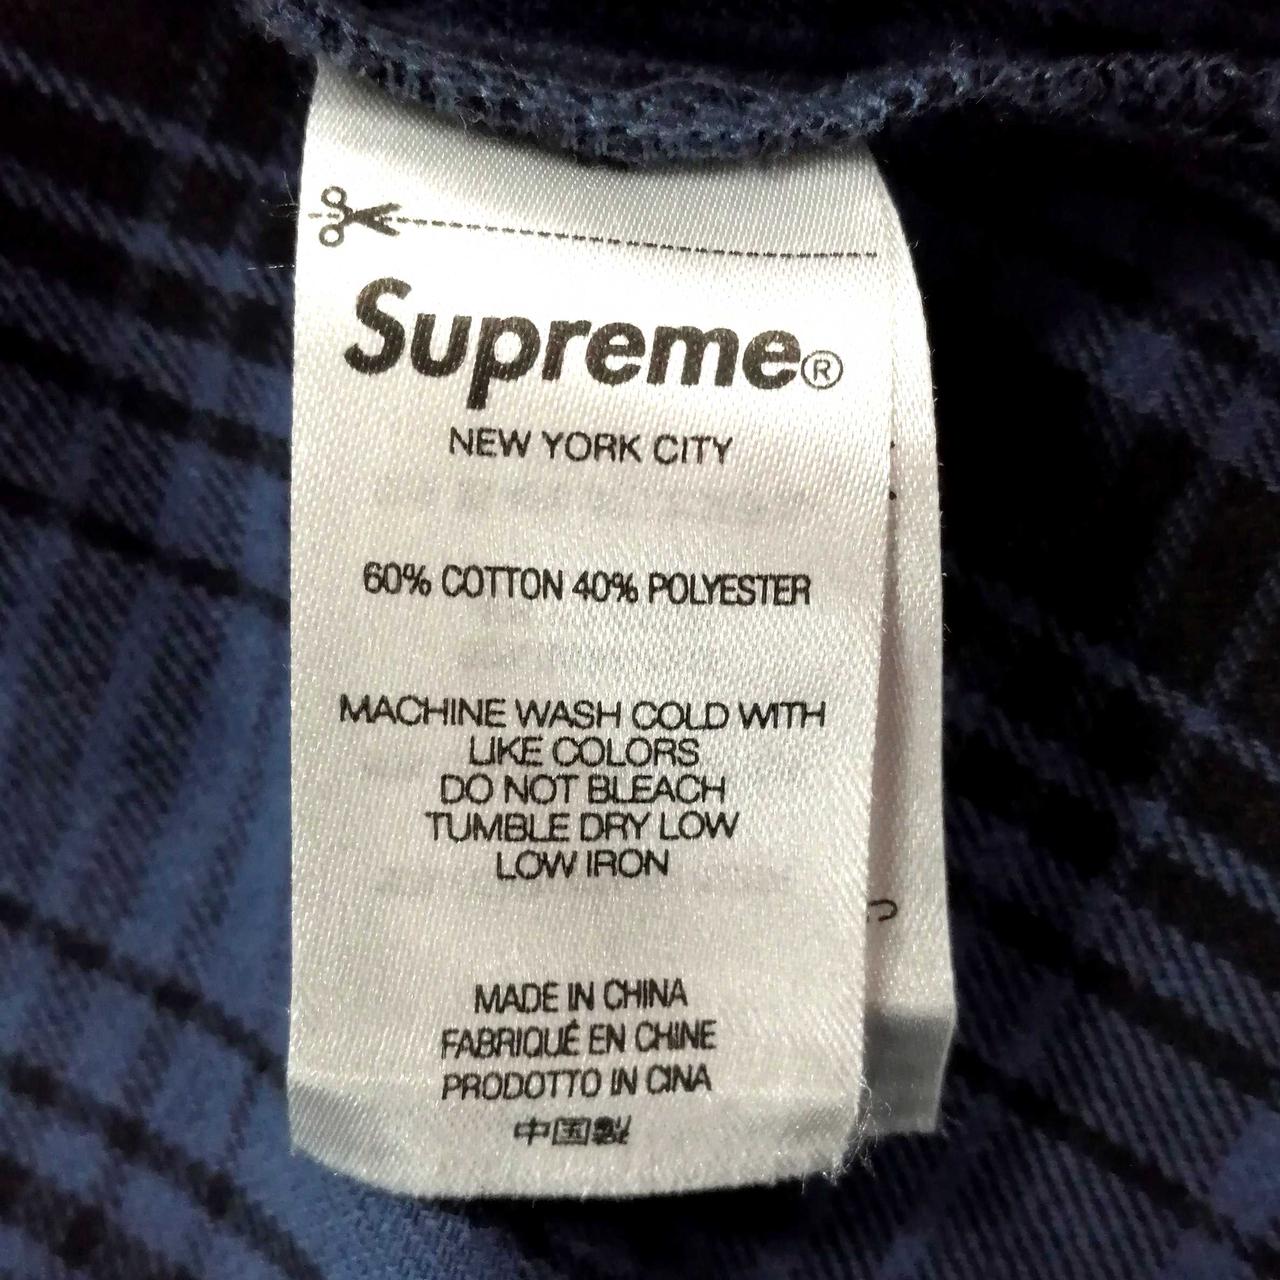 Supreme®
NEW YORK CITY
60% COTTON 40% POLYESTER
MACHINE WASH COLD WITH
LIKE COLORS
DO NOT BLEACH
TUMBLE DRY LOW
LOW IRON
MADE IN CHINA
FABRIQUÉ EN CHINE
PRODOTTO IN CINA
中国製